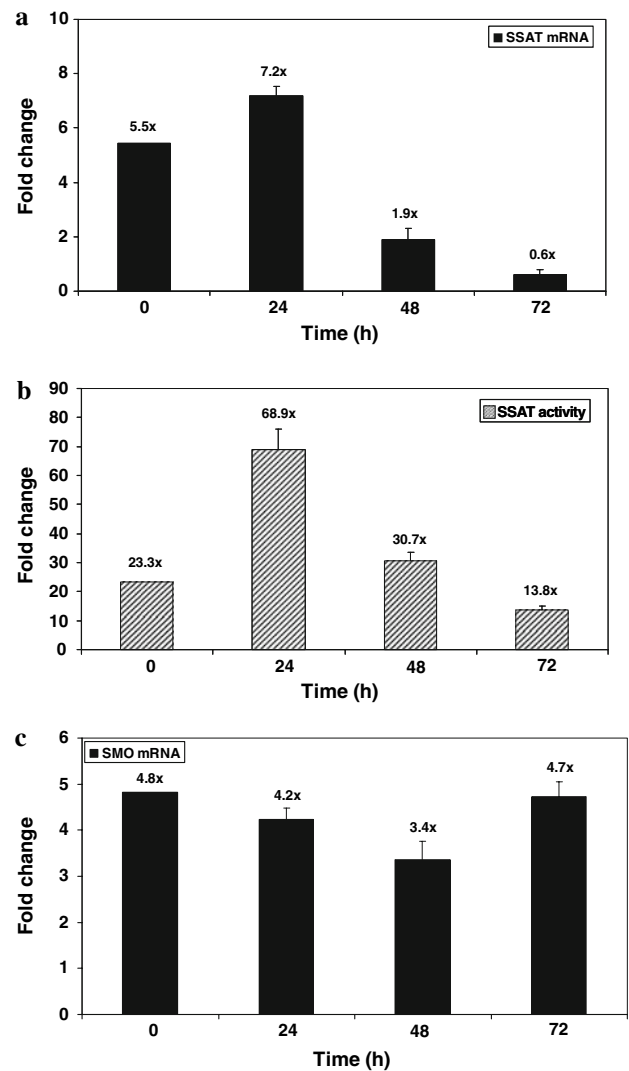 a
SSAT mRNA
Fold change
10
8
6
4
2
0
5.5x
7.2x
1.9x
0.6x
0 24 48 72
Time (h)
b
SSAT activity
Fold change
90
80
70
60
50
40
30
20
10
0
23.3x
68.9x
30.7x
13.8x
0 24 48 72
Time (h)
c
SMO mRNA
Fold change
6
5
4
3
2
1
0
4.8x
4.2x
3.4x
4.7x
0 24 48 72
Time (h)